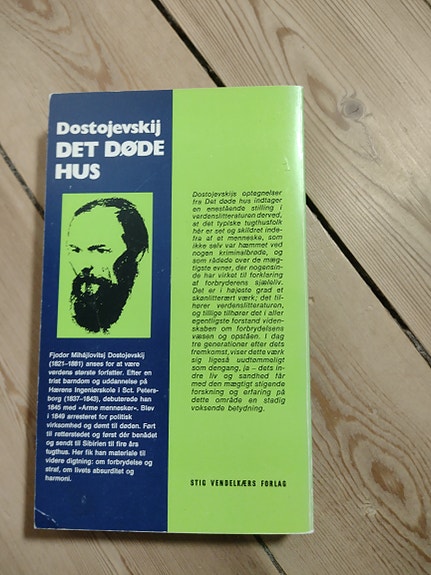 Dostojevskij
DET DØDE
HUS
Fjodor Mihájlovitsj Dostojevskij
(1821–1881) anses for at være
verdens største forfatter. Efter en
trist barndom og uddannelse på
Hærens Ingeniørskole i Sct. Peters-
borg (1837–1843), debuterede han
1845 med »Arme mennesker«. Blev
i 1849 arresteret for politisk
virksomhed og dømt til døden. Ført
til retterstedet og først dér benådet
og sendt til Sibirien til fire års
tugthus. Her fik han materiale til
videre digtning: om forbrydelse og
straf, om livets absurditet og
harmoni.
Dostojevskijs optegnelser
fra Det døde hus indtager
en enestående stilling i
verdenslitteraturen derved,
at det typiske tugthusfolk
hér er set og skildret inde-
fra af et menneske, som
ikke selv var hæmmet ved
nogen kriminalbrøde, og
som rådede over de mæg-
tigste evner, der nogensin-
de har virket til forklaring
af forbryderens sjæleliv.
Det er i højeste grad et
skønlitterært værk; det til-
hører verdenslitteraturen,
og tillige tilhører det i aller
egentligste forstand viden-
skaben om forbrydelsens
væsen og opståen. I dag
tre generationer efter dets
fremkomst, viser dette værk
sig at ligeså uudtømmeligt
som dengang, ja – dets in-
dre liv og sandhed får
med den mægtigt stigende
forskning og erfaring på
dette område en stadig
voksende betydning.
STIG VENDELKÆRS FORLAG